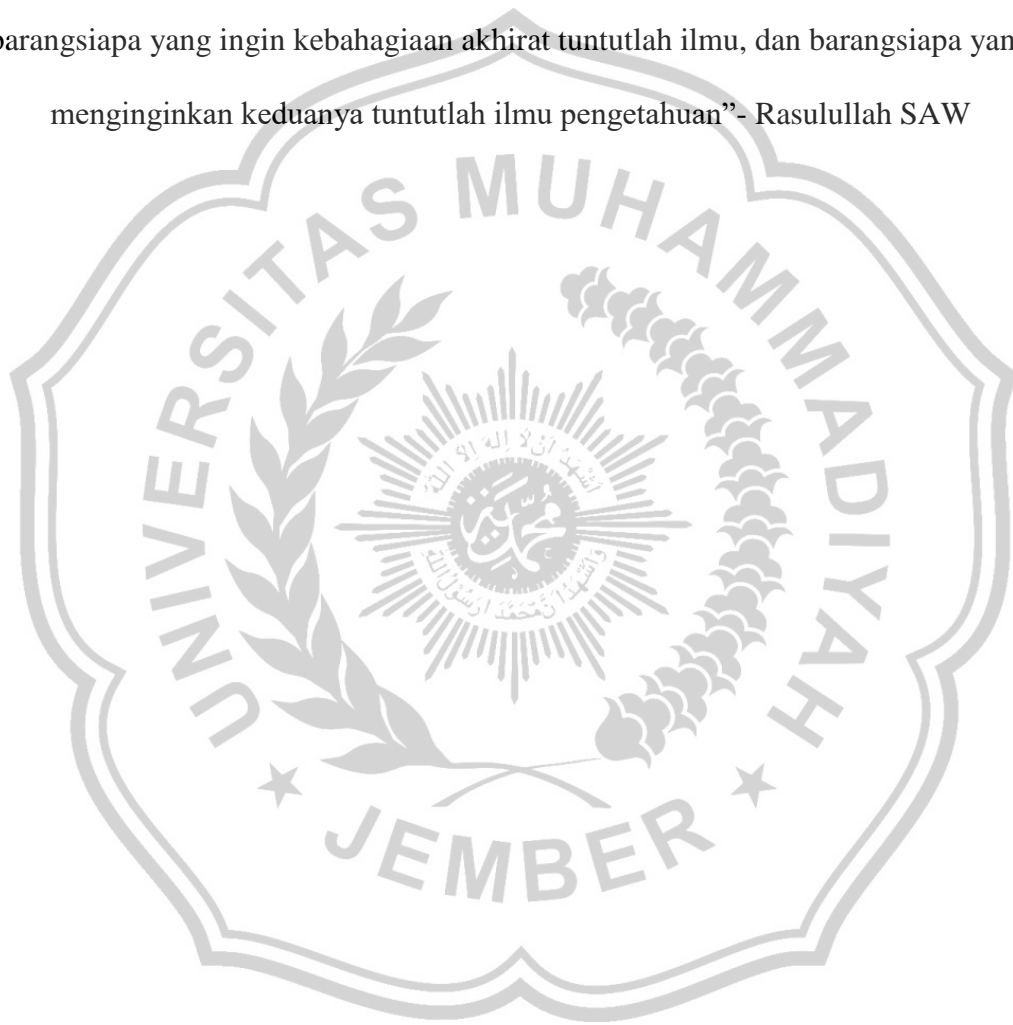 barangsiapa yang ingin kebahagiaan akhirat tuntutlah ilmu, dan barangsiapa yan
menginginkan keduanya tuntutlah ilmu pengetahuan”- Rasulullah SAW
UNIVERSITAS MUHAMMADIYAH
JEMBER